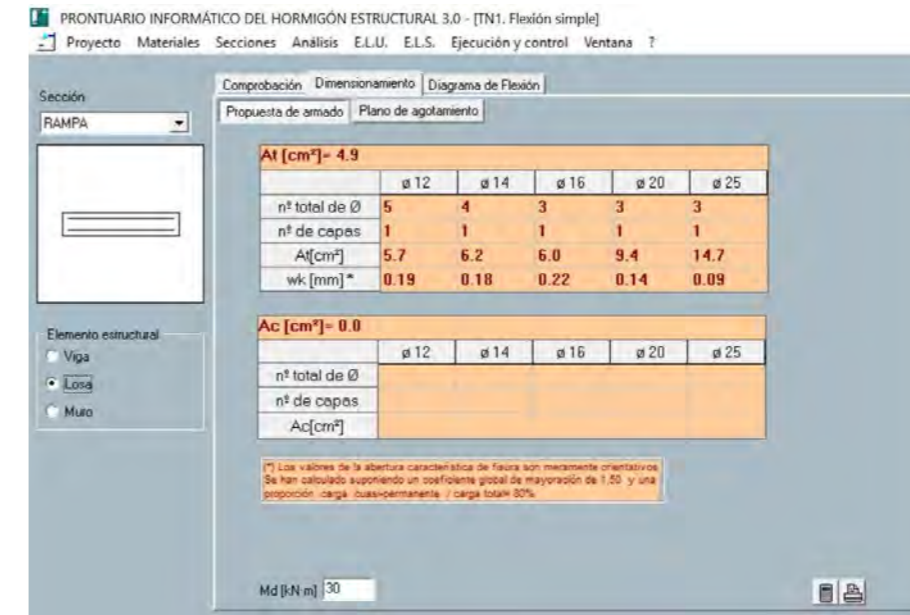 PRONTUARIO INFORMÁTICO DEL HORMIGÓN ESTRUCTURAL 3.0 - [TN1. Flexión simple]
Proyecto Materiales Secciones Análisis E.L.U. E.L.S. Ejecución y control Ventana ?
Sección
RAMPA
Comprobación Dimensionamiento Diagrama de Flexión
Propuesta de armado Plano de agotamiento
At [cm²]= 4.9
ø 12 ø 14 ø 16 ø 20 ø 25
nº total de Ø 5 4 3 3 3
nº de capas 1 1 1 1 1
At[cm²] 5.7 6.2 6.0 9.4 14.7
wk [mm] * 0.19 0.18 0.22 0.14 0.09
Elemento estructural
Viga
Losa
Muro
Ac [cm²]= 0.0
ø 12 ø 14 ø 16 ø 20 ø 25
nº total de Ø
nº de capas
Ac[cm²]
(*) Los valores de la abertura característica de fisura son meramente orientativos.
Se han calculado suponiendo un coeficiente global de mayoración de 1,50 y una
proporción carga cuasi-permanente / carga total= 80%
Md [kN·m] 30